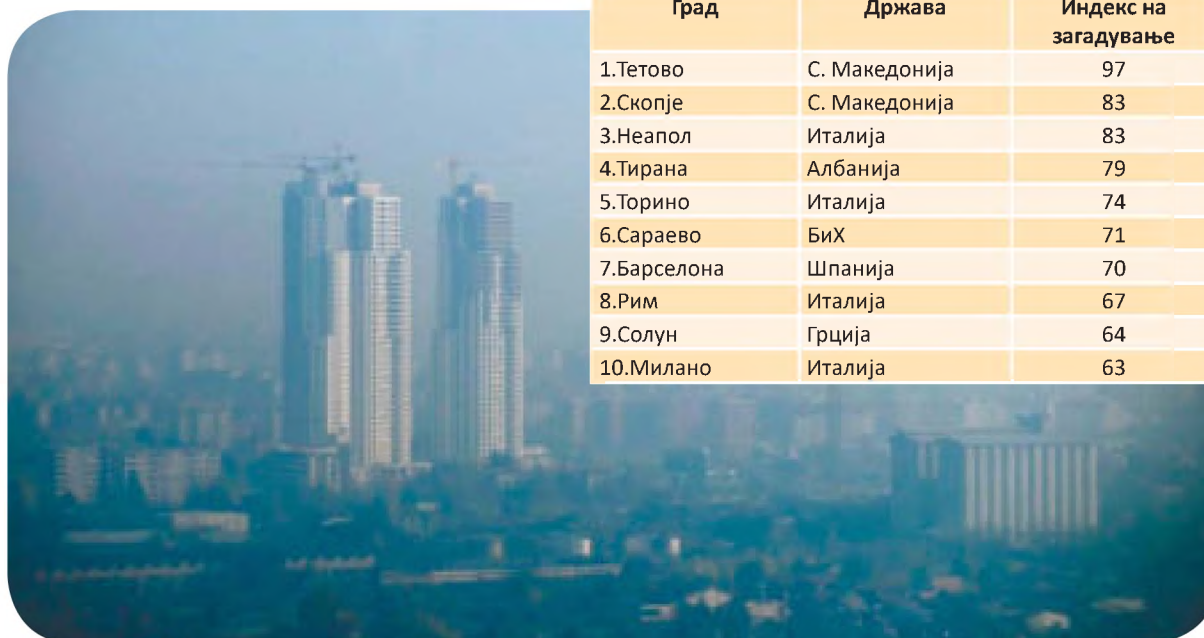 Град Држава Индекс на
загадување
1.Тетово С. Македонија 97
2.Скопје С. Македонија 83
3.Неапол Италија 83
4.Тирана Албанија 79
5.Торино Италија 74
6.Сараево БиХ 71
7.Барселона Шпанија 70
8.Рим Италија 67
9.Солун Грција 64
10.Милано Италија 63